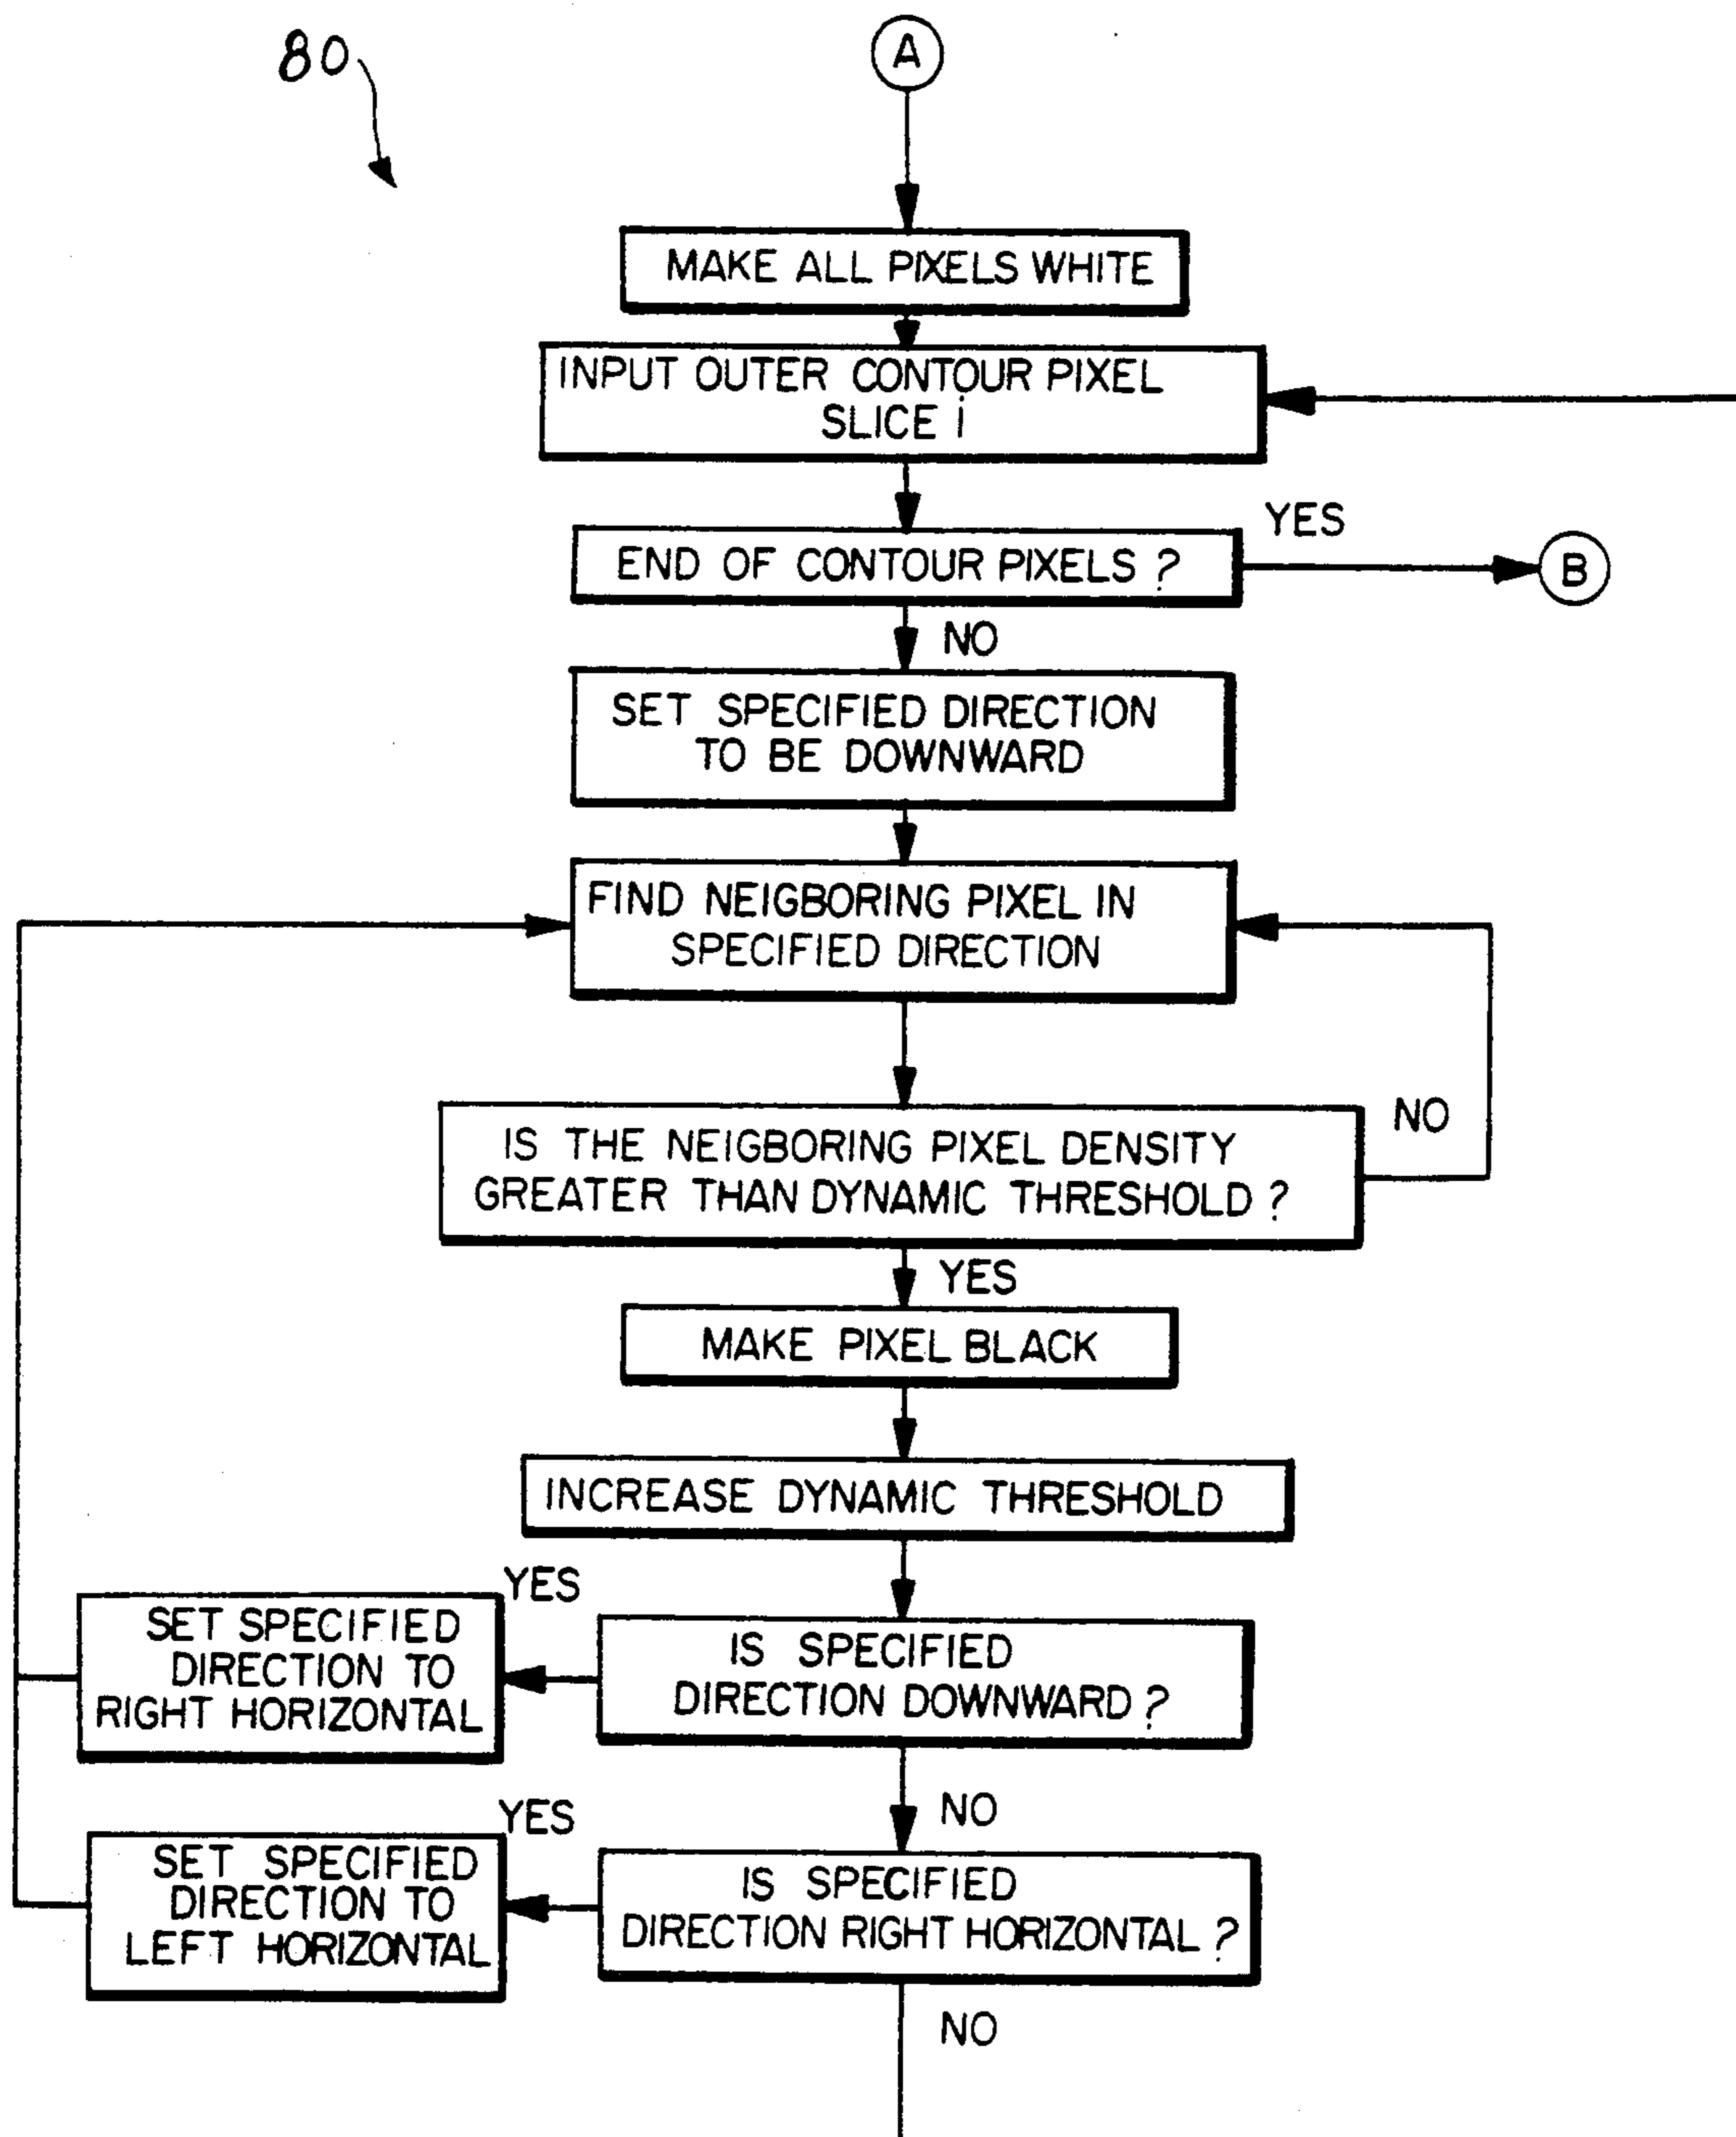 80
A
MAKE ALL PIXELS WHITE
INPUT OUTER CONTOUR PIXEL
SLICE i
END OF CONTOUR PIXELS ?
YES
B
NO
SET SPECIFIED DIRECTION
TO BE DOWNWARD
FIND NEIGBORING PIXEL IN
SPECIFIED DIRECTION
IS THE NEIGBORING PIXEL DENSITY
GREATER THAN DYNAMIC THRESHOLD ?
NO
YES
MAKE PIXEL BLACK
INCREASE DYNAMIC THRESHOLD
IS SPECIFIED
DIRECTION DOWNWARD ?
YES
SET SPECIFIED
DIRECTION TO
RIGHT HORIZONTAL
NO
IS SPECIFIED
DIRECTION RIGHT HORIZONTAL ?
YES
SET SPECIFIED
DIRECTION TO
LEFT HORIZONTAL
NO